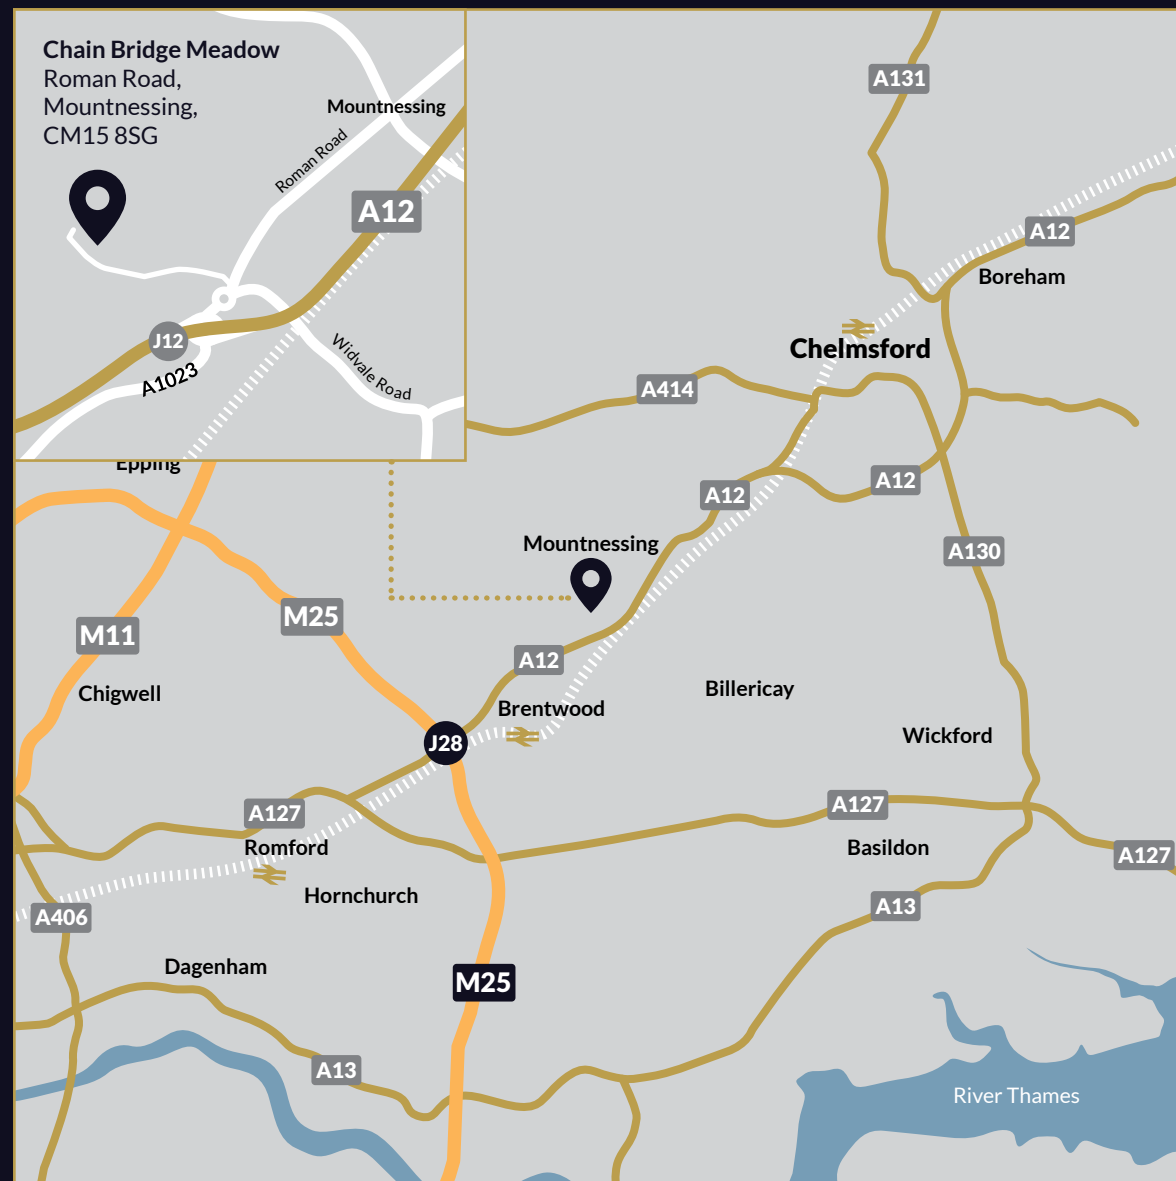 Chain Bridge Meadow
Roman Road,
Mountnessing,
CM15 8SG
Mountnessing
Roman Road
A12
J12
A1023
Widvale Road
A131
A12
Boreham
Chelmsford
A414
Epping
A12
A12
Mountnessing
A130
M25
M11
A12
Chigwell
Billericay
Brentwood
Wickford
J28
A127
A127
Romford
Basildon
A127
Hornchurch
A13
A406
Dagenham
M25
A13
River Thames